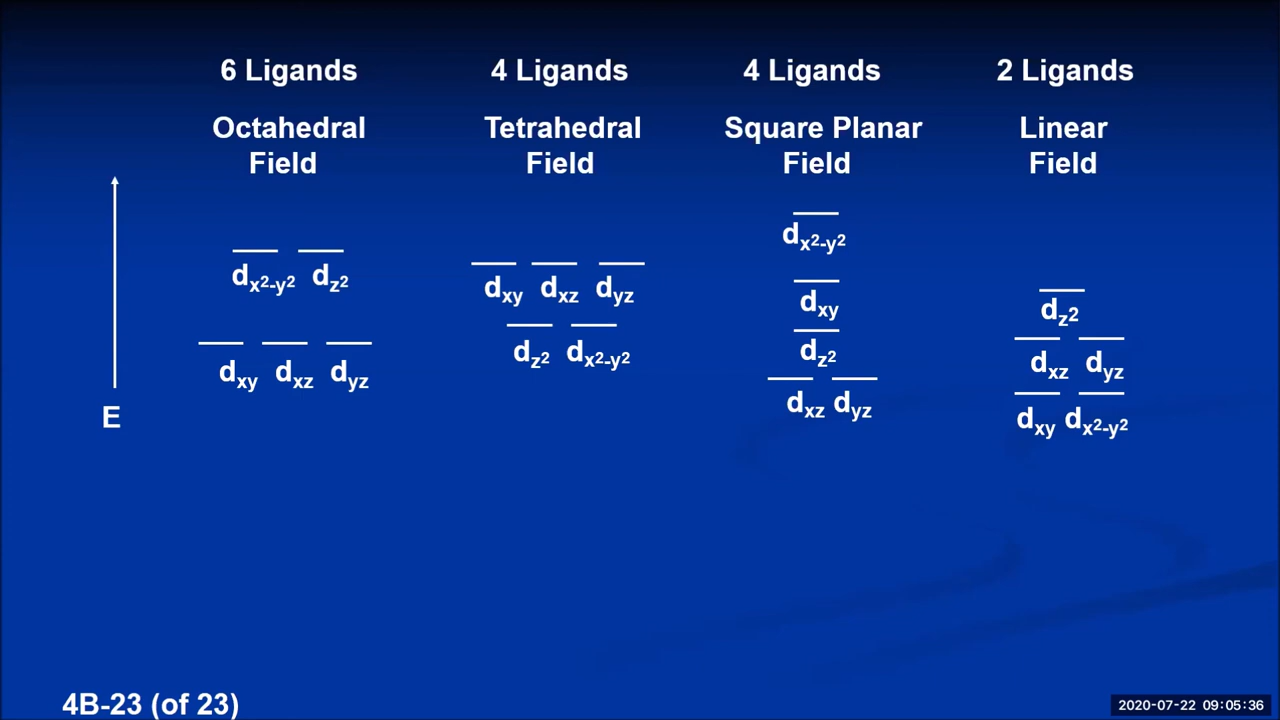 6 Ligands 4 Ligands 4 Ligands 2 Ligands
Octahedral Tetrahedral Square Planar Linear
Field Field Field Field
dx²-y²
dx²-y² dz²
dxy dxz dyz
dxy
dz²
dz² dx²-y²
dz²
dxy dxz dyz
dxz dyz
dxz dyz
dxy dx²-y²
E
4B-23 (of 23)
2020-07-22 09:05:36